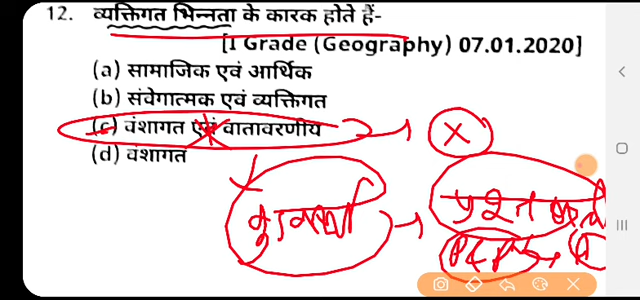 12. व्यक्तिगत भिन्नता के कारक होते हैं-
[I Grade (Geography) 07.01.2020]
(a) सामाजिक एवं आर्थिक
(b) संवेगात्मक एवं व्यक्तिगत
(c) वंशागत एवं वातावरणीय
(d) वंशागत